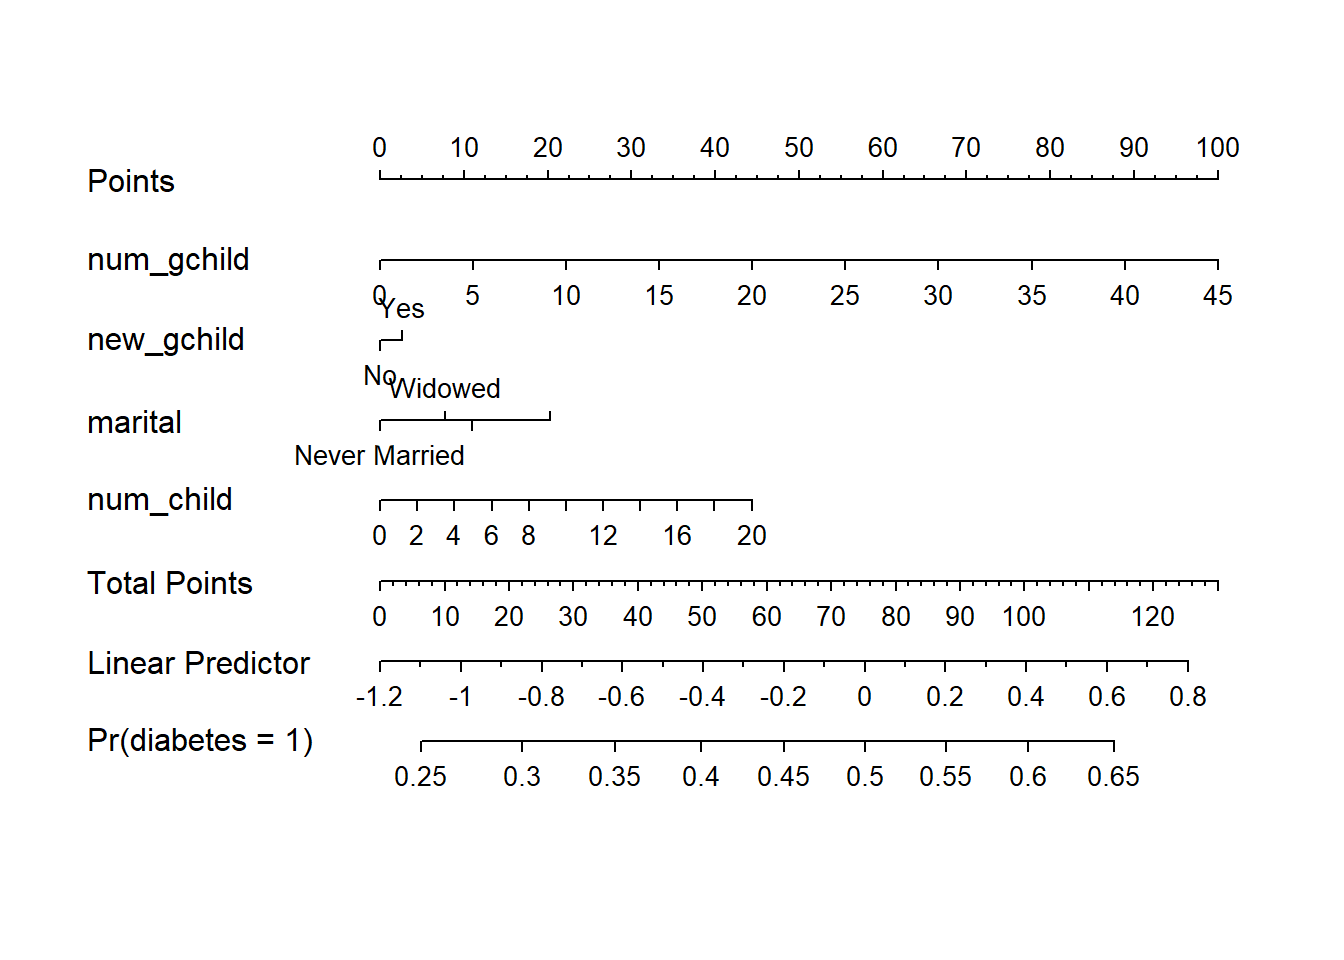 0 10 20 30 40 50 60 70 80 90 100
Points
num_gchild
0 5 10 15 20 25 30 35 40 45
Yes
new_gchild
No
Widowed
marital
Never Married
num_child
0 2 4 6 8 12 16 20
Total Points
0 10 20 30 40 50 60 70 80 90 100 120
Linear Predictor
-1.2 -1 -0.8 -0.6 -0.4 -0.2 0 0.2 0.4 0.6 0.8
Pr(diabetes = 1)
0.25 0.3 0.35 0.4 0.45 0.5 0.55 0.6 0.65